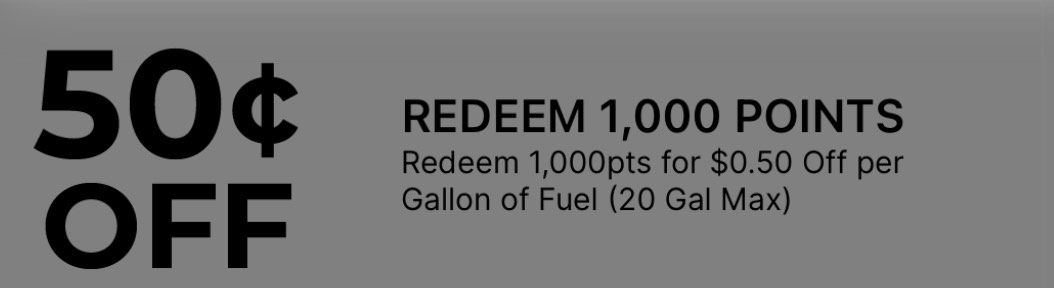 50¢
OFF
REDEEM 1,000 POINTS
Redeem 1,000pts for $0.50 Off per
Gallon of Fuel (20 Gal Max)